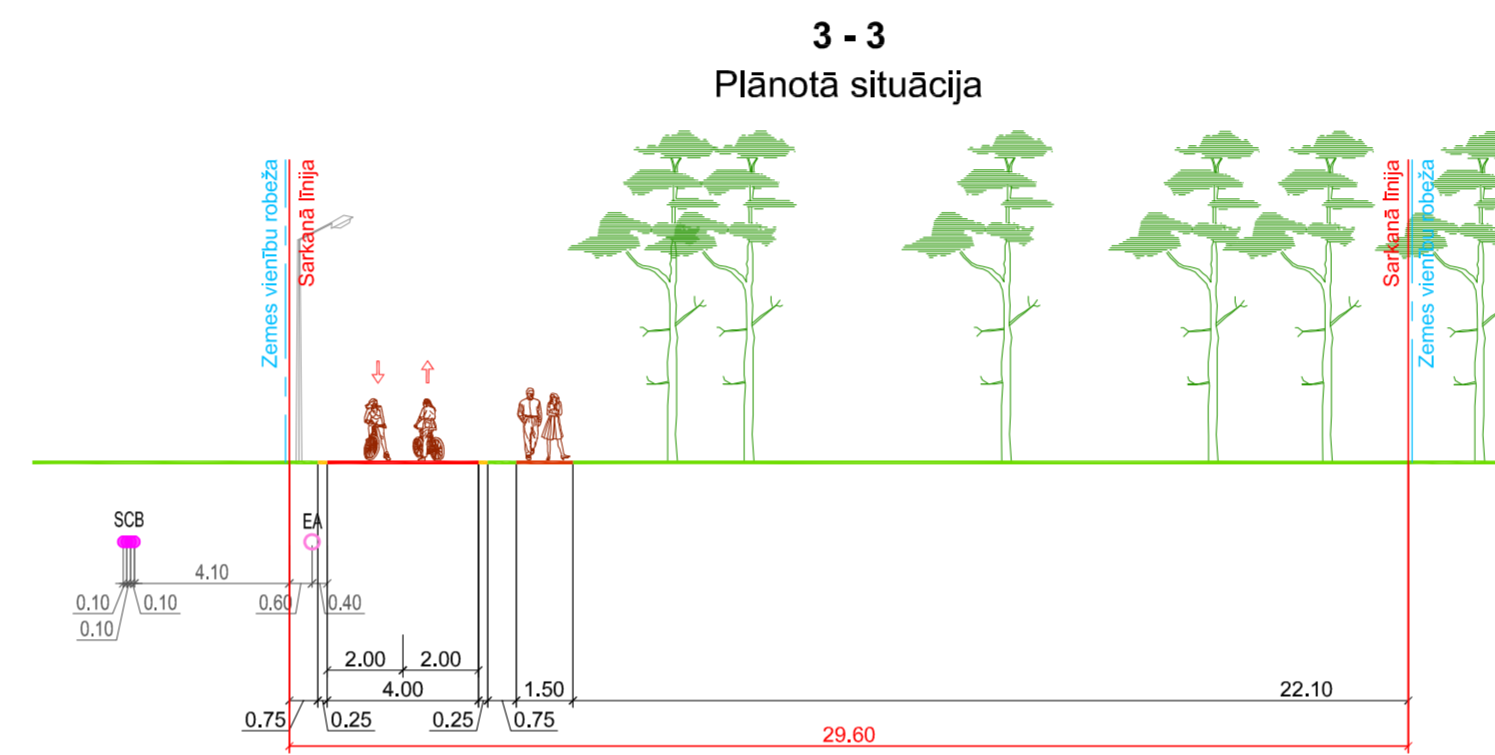 3 - 3
Plānotā situācija
Zemes vienību robeža
Sarkanā līnija
Sarkanā līnija
Zemes vienību robeža
SCB
EA
4.10
0.10
0.10
0.60
0.40
0.10
2.00
2.00
4.00
1.50
22.10
0.75
0.25
0.25
0.75
29.60